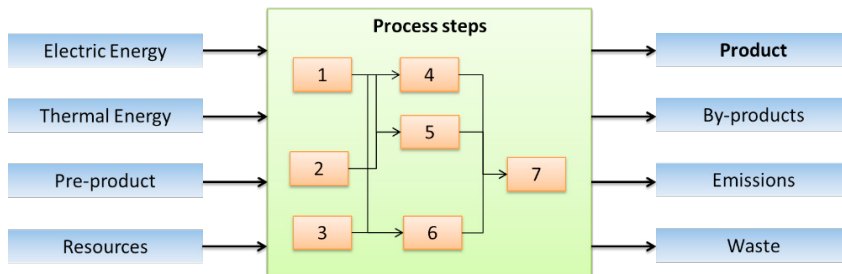 Process steps
Electric Energy
Thermal Energy
Pre-product
Resources
1
2
3
4
5
6
7
Product
By-products
Emissions
Waste